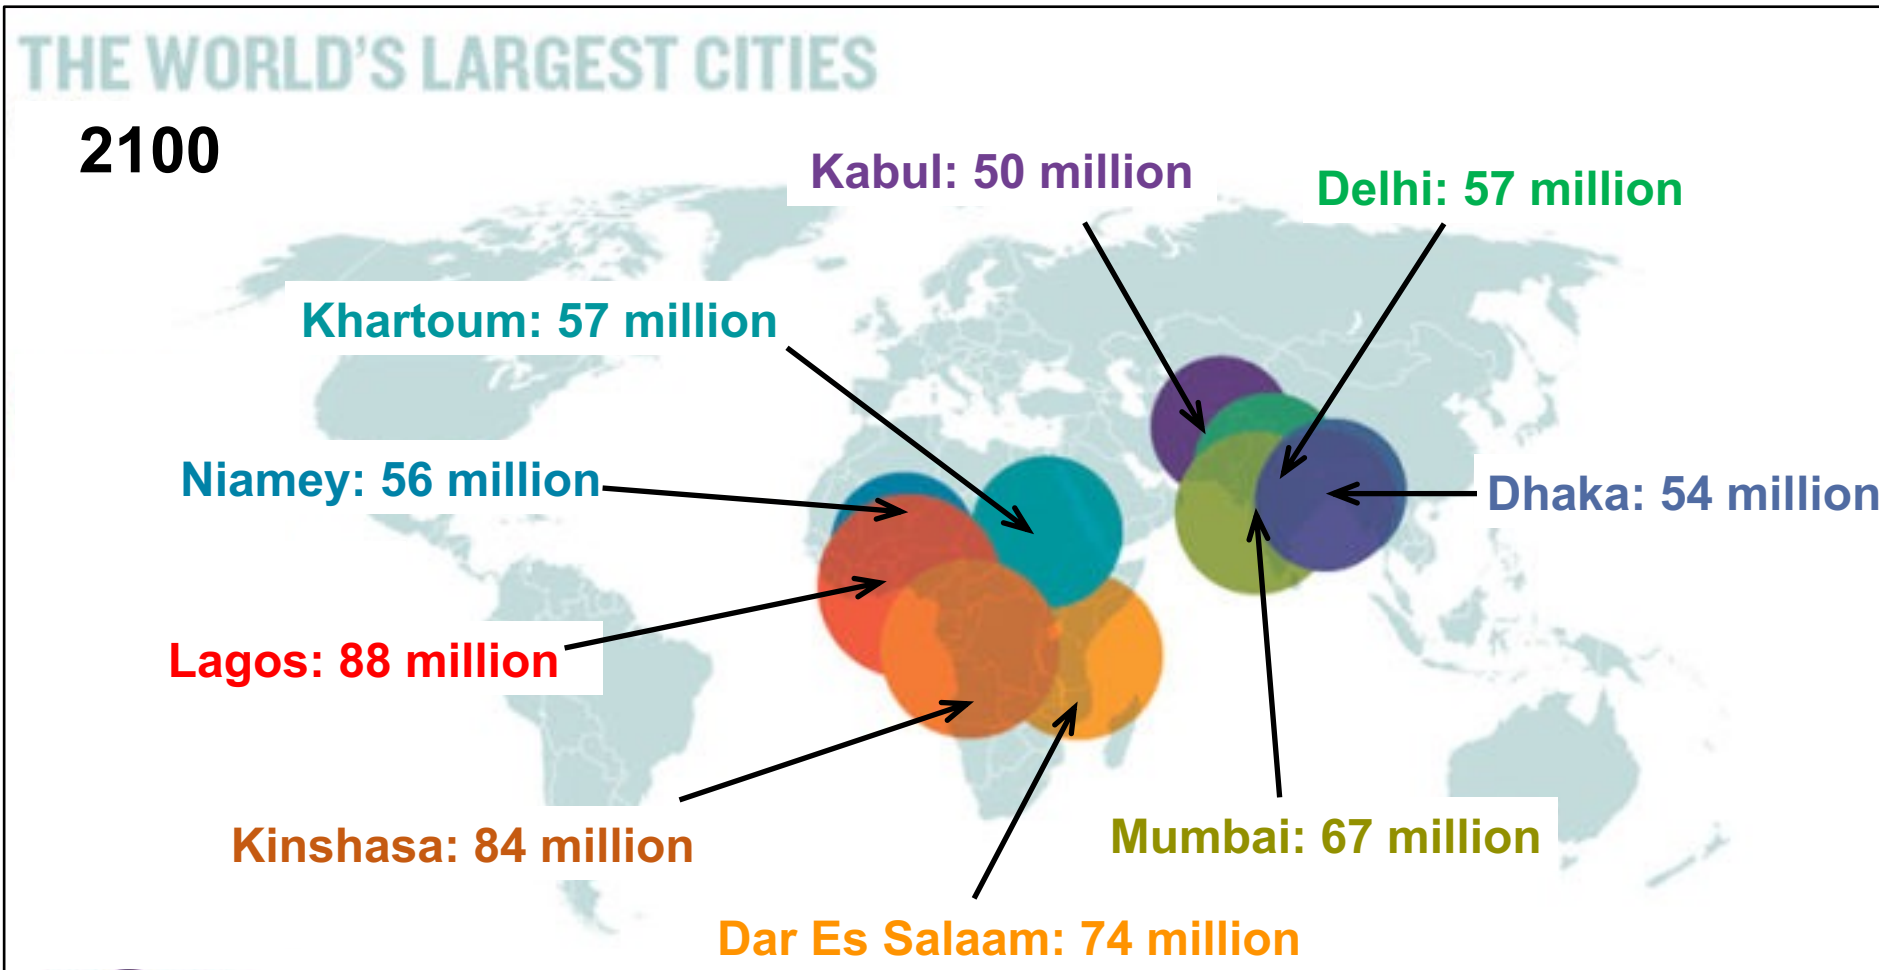 THE WORLD'S LARGEST CITIES
2100
Kabul: 50 million
Delhi: 57 million
Khartoum: 57 million
Niamey: 56 million
Dhaka: 54 million
Lagos: 88 million
Kinshasa: 84 million
Mumbai: 67 million
Dar Es Salaam: 74 million